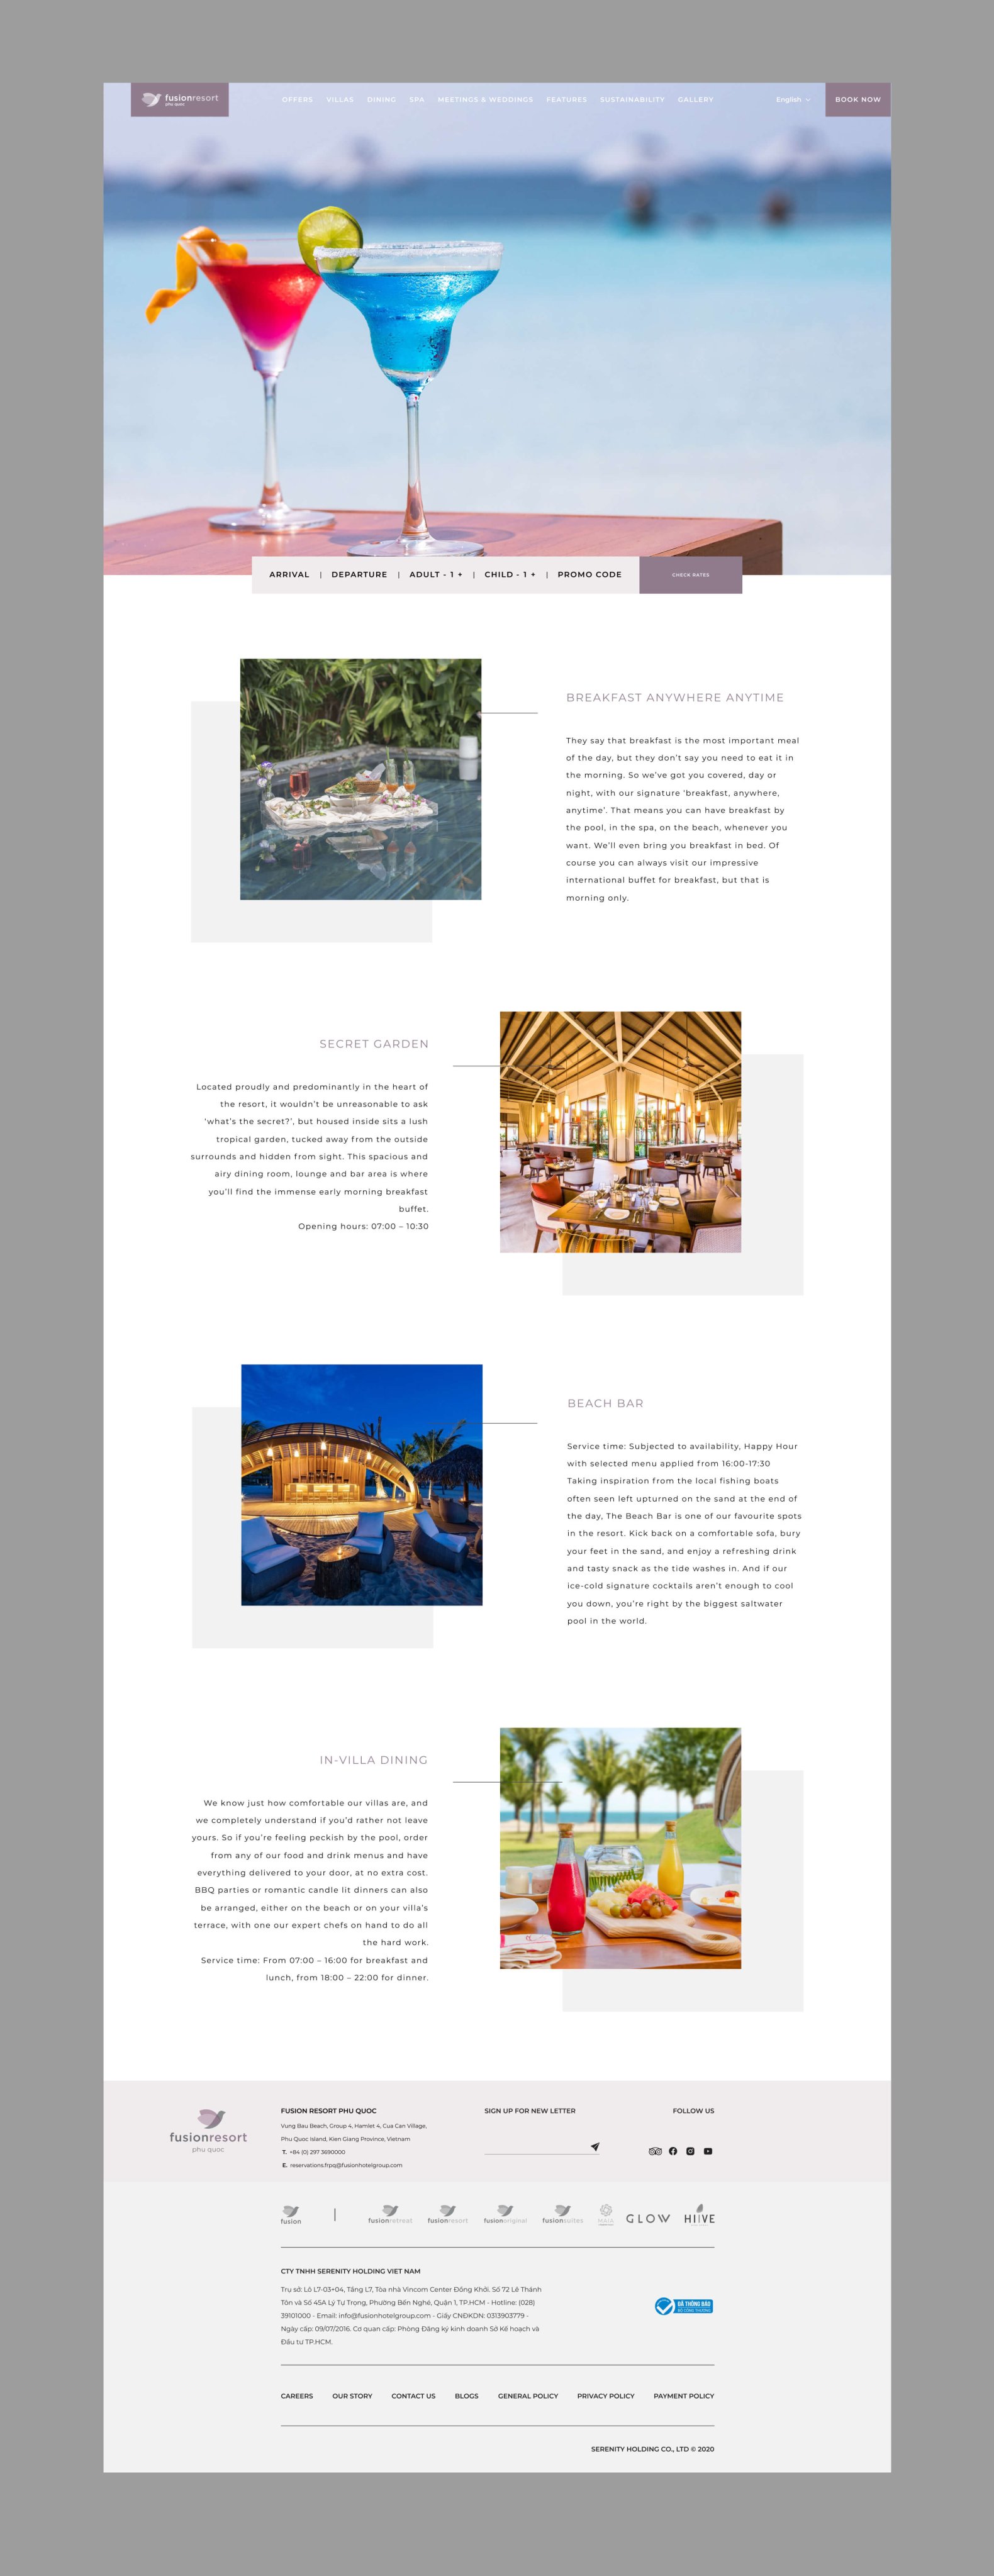 fusionresort
phu quoc
OFFERS VILLAS DINING SPA MEETINGS & WEDDINGS FEATURES SUSTAINABILITY GALLERY
English
BOOK NOW
ARRIVAL | DEPARTURE | ADULT - 1 + | CHILD - 1 + | PROMO CODE
CHECK RATES
BREAKFAST ANYWHERE ANYTIME
They say that breakfast is the most important meal
of the day, but they don’t say you need to eat it in
the morning. So we’ve got you covered, day or
night, with our signature ‘breakfast, anywhere,
anytime’. That means you can have breakfast by
the pool, in the spa, on the beach, whenever you
want. We’ll even bring you breakfast in bed. Of
course you can always visit our impressive
international buffet for breakfast, but that is
morning only.
SECRET GARDEN
Located proudly and predominantly in the heart of
the resort, it wouldn’t be unreasonable to ask
‘what’s the secret?’, but housed inside sits a lush
tropical garden, tucked away from the outside
surrounds and hidden from sight. This spacious and
airy dining room, lounge and bar area is where
you’ll find the immense early morning breakfast
buffet.
Opening hours: 07:00 – 10:30
BEACH BAR
Service time: Subjected to availability, Happy Hour
with selected menu applied from 16:00-17:30
Taking inspiration from the local fishing boats
often seen left upturned on the sand at the end of
the day, The Beach Bar is one of our favourite spots
in the resort. Kick back on a comfortable sofa, bury
your feet in the sand, and enjoy a refreshing drink
and tasty snack as the tide washes in. And if our
ice-cold signature cocktails aren’t enough to cool
you down, you’re right by the biggest saltwater
pool in the world.
IN-VILLA DINING
We know just how comfortable our villas are, and
we completely understand if you’d rather not leave
yours. So if you’re feeling peckish by the pool, order
from any of our food and drink menus and have
everything delivered to your door, at no extra cost.
BBQ parties or romantic candle lit dinners can also
be arranged, either on the beach or on your villa’s
terrace, with one our expert chefs on hand to do all
the hard work.
Service time: From 07:00 – 16:00 for breakfast and
lunch, from 18:00 – 22:00 for dinner.
fusionresort
phu quoc
FUSION RESORT PHU QUOC
Vung Bau Beach, Group 4, Hamlet 4, Cua Can Village,
Phu Quoc Island, Kien Giang Province, Vietnam
T. +84 (0) 297 3690000
E. reservations.frpq@fusionhotelgroup.com
SIGN UP FOR NEW LETTER
FOLLOW US
fusion | fusionretreat fusionresort fusionoriginal fusionsuites MAIA GLOW HIIVE
CTY TNHH SERENITY HOLDING VIET NAM
Trụ sở: Lô L7-03+04, Tầng L7, Tòa nhà Vincom Center Đồng Khởi. Số 72 Lê Thánh
Tôn và Số 45A Lý Tự Trọng, Phường Bến Nghé, Quận 1, TP.HCM - Hotline: (028)
39101000 - Email: info@fusionhotelgroup.com - Giấy CNĐKDN: 0313903779 -
Ngày cấp: 09/07/2016. Cơ quan cấp: Phòng Đăng ký kinh doanh Sở Kế hoạch và
Đầu tư TP.HCM.
ĐÃ THÔNG BÁO
BỘ CÔNG THƯƠNG
CAREERS OUR STORY CONTACT US BLOGS GENERAL POLICY PRIVACY POLICY PAYMENT POLICY
SERENITY HOLDING CO., LTD © 2020